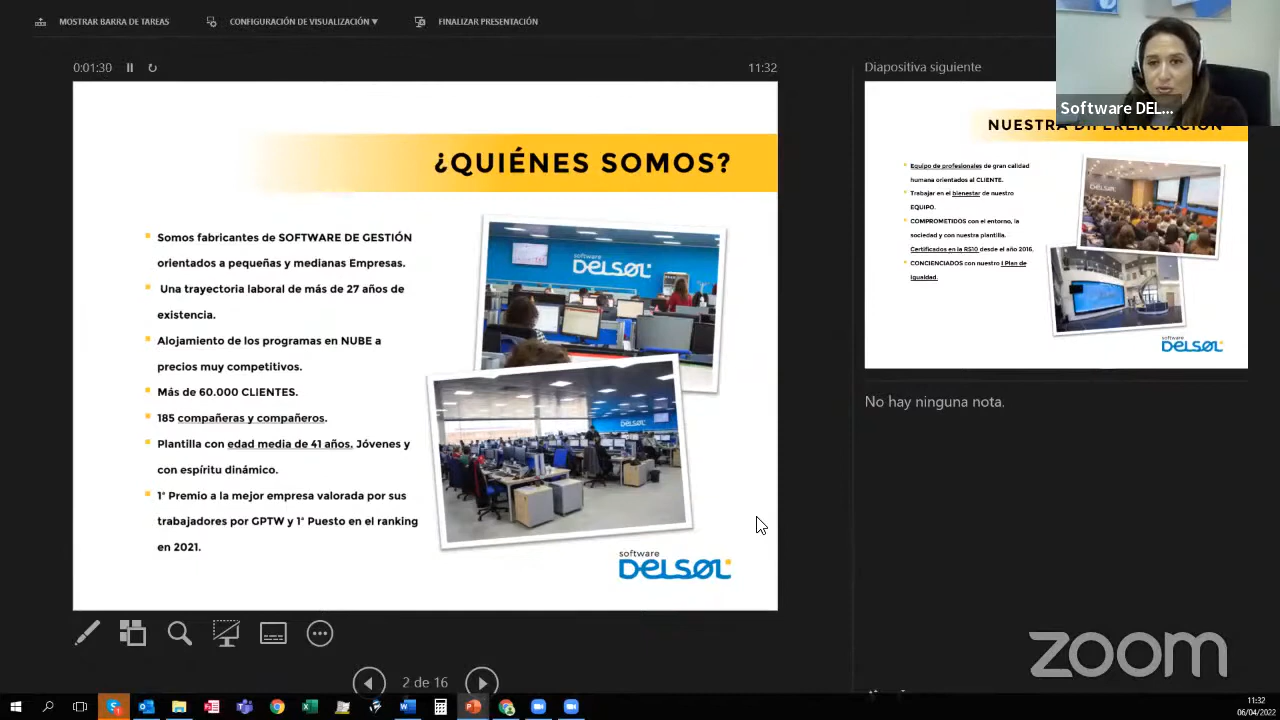 MOSTRAR BARRA DE TAREAS
CONFIGURACIÓN DE VISUALIZACIÓN ▼
FINALIZAR PRESENTACIÓN
0:01:30
11:32
¿QUIÉNES SOMOS?
Somos fabricantes de SOFTWARE DE GESTIÓN
orientados a pequeñas y medianas Empresas.
Una trayectoria laboral de más de 27 años de
existencia.
Alojamiento de los programas en NUBE a
precios muy competitivos.
Más de 60.000 CLIENTES.
185 compañeras y compañeros.
Plantilla con edad media de 41 años. Jóvenes y
con espíritu dinámico.
1º Premio a la mejor empresa valorada por sus
trabajadores por GPTW y 1º Puesto en el ranking
en 2021.
software
DELSOL
software
DELSOL
DELSOL
2 de 16
Diapositiva siguiente
Software DEL...
NUESTRA DIFERENCIACIÓN
Equipo de profesionales de gran calidad
humana orientados al CLIENTE.
Trabajar en el bienestar de nuestro
EQUIPO.
COMPROMETIDOS con el entorno, la
sociedad y con nuestra plantilla.
Certificados en la RS10 desde el año 2016.
CONCIENCIADOS con nuestro I Plan de
Igualdad.
DELSOL
software
DELSOL
No hay ninguna nota.
zoom
11:32
06/04/2022